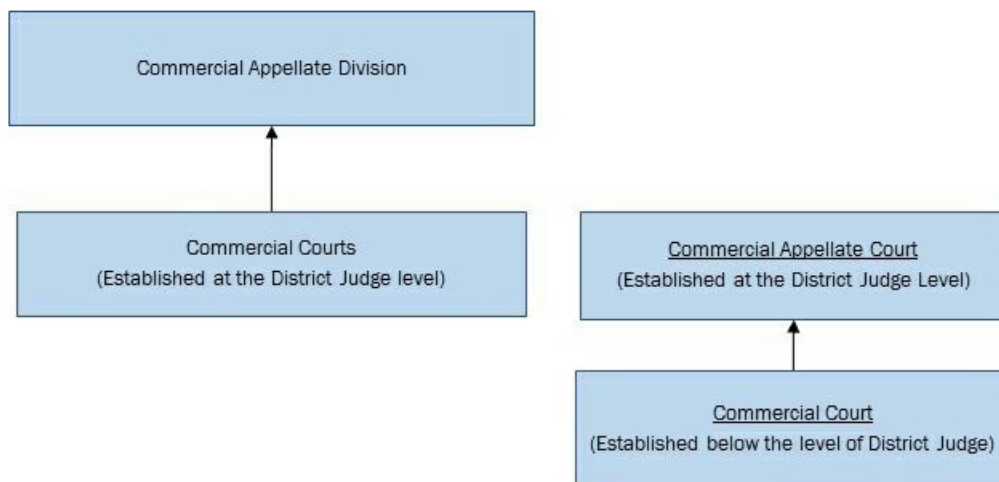 Commercial Appellate Division
Commercial Courts
(Established at the District Judge level)
Commercial Appellate Court
(Established at the District Judge Level)
Commercial Court
(Established below the level of District Judge)